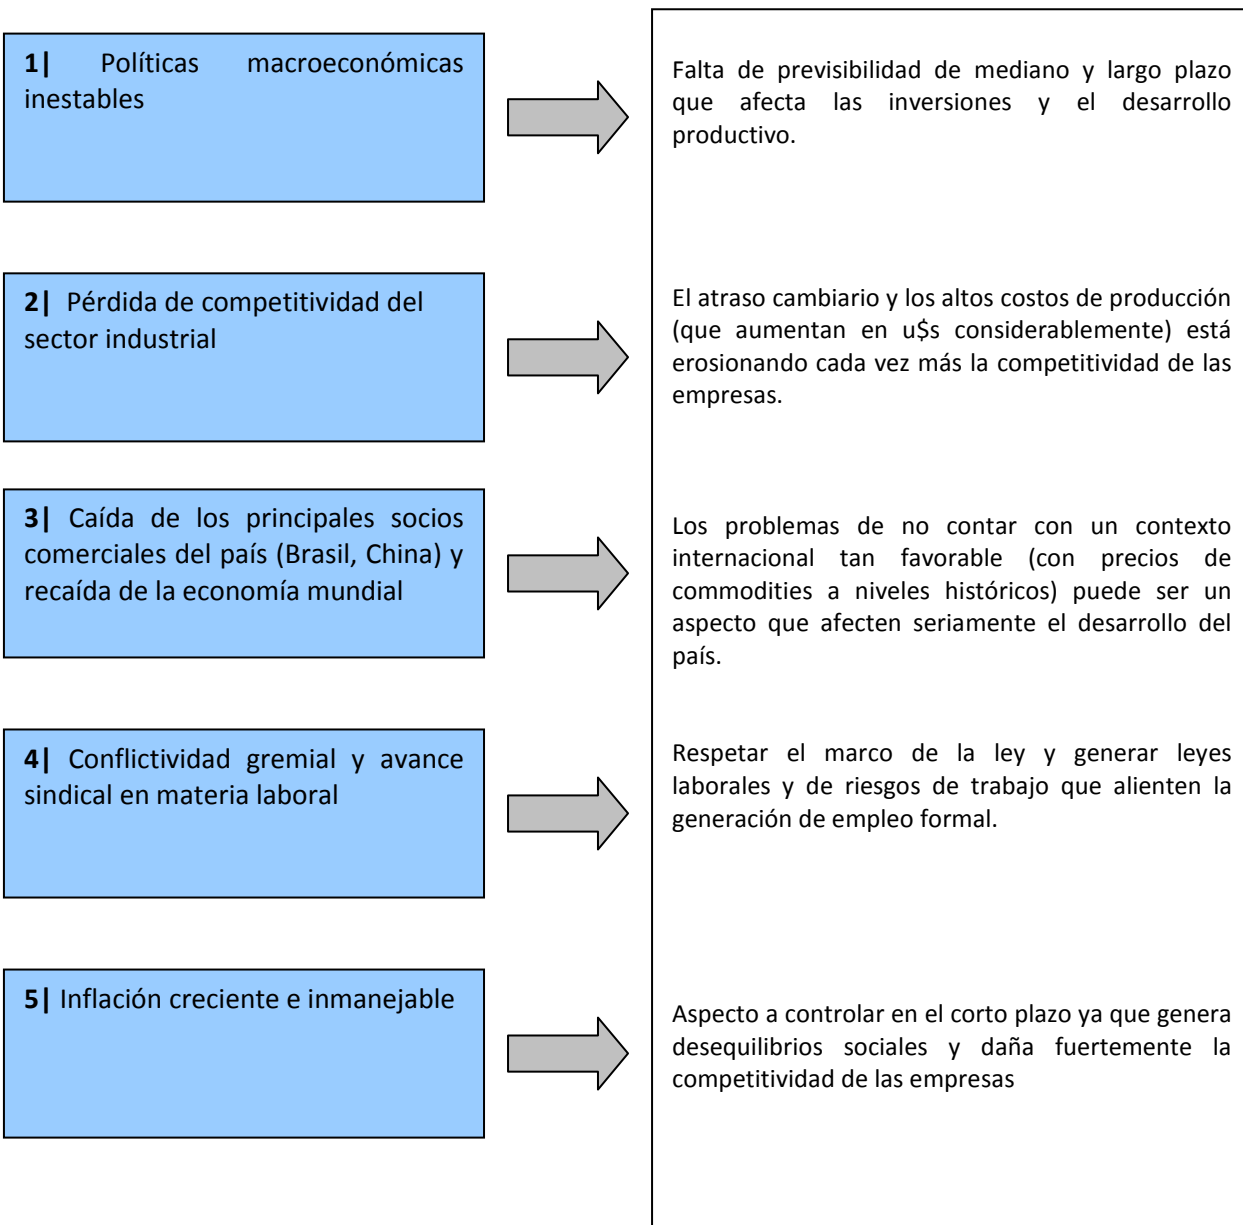 1| Políticas macroeconómicas
inestables
Falta de previsibilidad de mediano y largo plazo
que afecta las inversiones y el desarrollo
productivo.
2| Pérdida de competitividad del
sector industrial
El atraso cambiario y los altos costos de producción
(que aumentan en u$s considerablemente) está
erosionando cada vez más la competitividad de las
empresas.
3| Caída de los principales socios
comerciales del país (Brasil, China) y
recaída de la economía mundial
Los problemas de no contar con un contexto
internacional tan favorable (con precios de
commodities a niveles históricos) puede ser un
aspecto que afecten seriamente el desarrollo del
país.
4| Conflictividad gremial y avance
sindical en materia laboral
Respetar el marco de la ley y generar leyes
laborales y de riesgos de trabajo que alienten la
generación de empleo formal.
5| Inflación creciente e inmanejable
Aspecto a controlar en el corto plazo ya que genera
desequilibrios sociales y daña fuertemente la
competitividad de las empresas